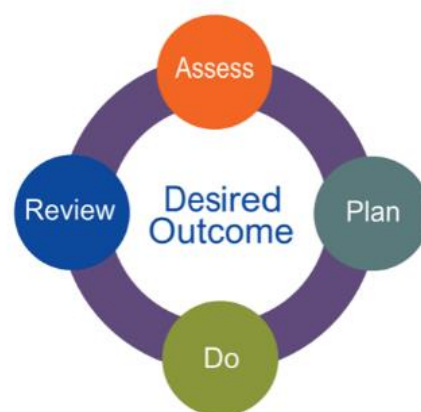 Assess
Review
Desired
Outcome
Plan
Do